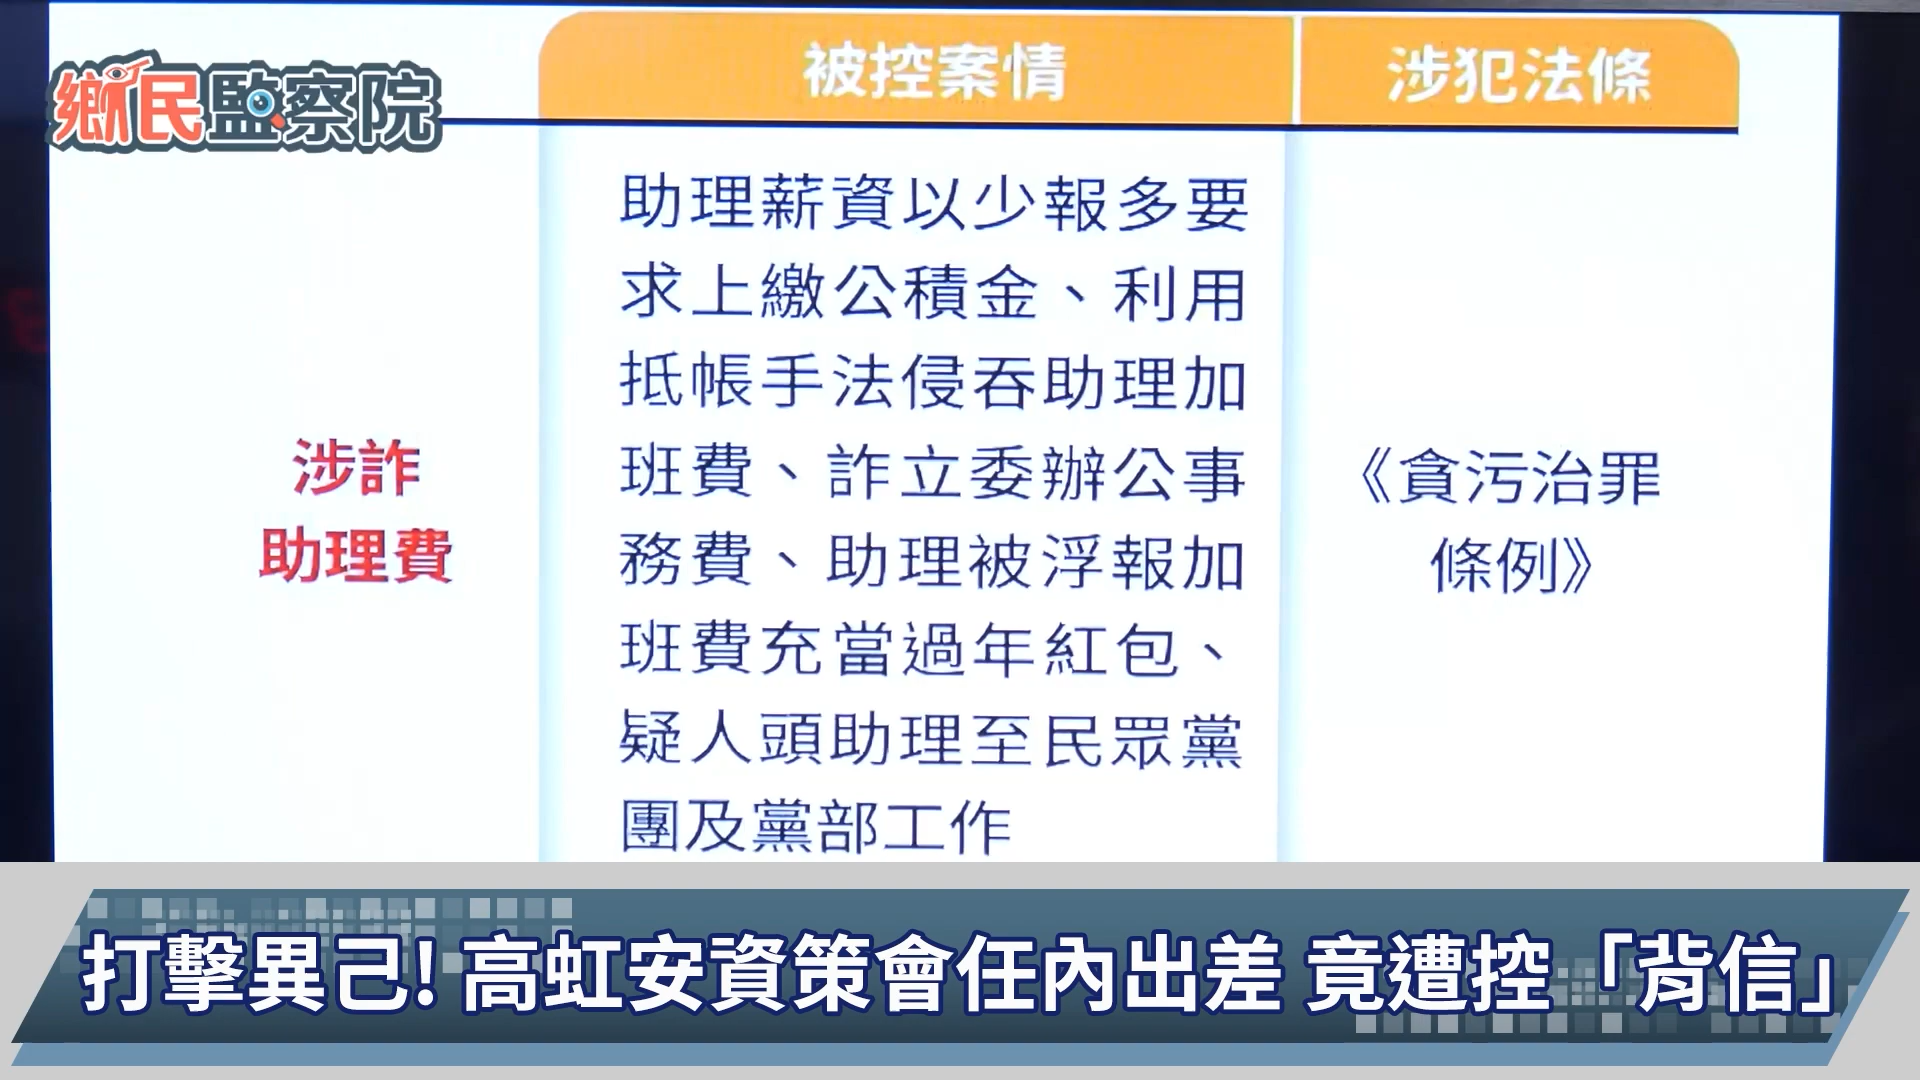 鄉民監察院
被控案情
涉犯法條
涉詐
助理費
助理薪資以少報多要
求上繳公積金、利用
抵帳手法侵吞助理加
班費、詐立委辦公事
務費、助理被浮報加
班費充當過年紅包、
疑人頭助理至民眾黨
團及黨部工作
《貪污治罪
條例》
打擊異己! 高虹安資策會任內出差 竟遭控「背信」